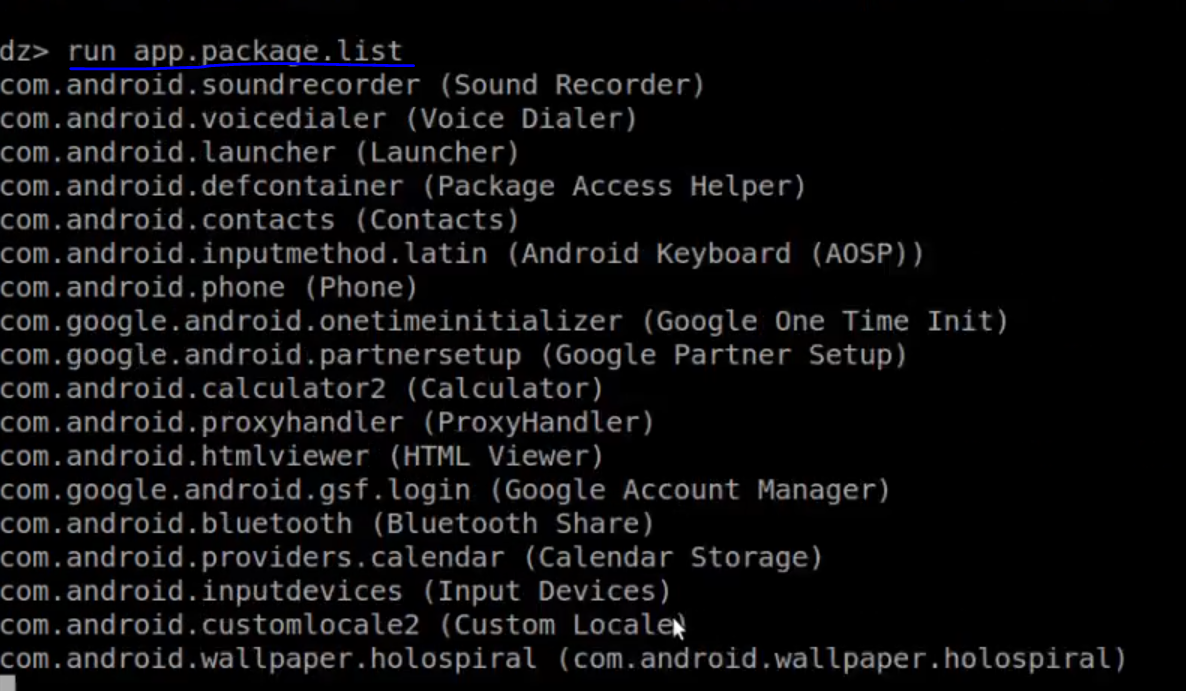 dz> run app.package.list
com.android.soundrecorder (Sound Recorder)
com.android.voicedialer (Voice Dialer)
com.android.launcher (Launcher)
com.android.defcontainer (Package Access Helper)
com.android.contacts (Contacts)
com.android.inputmethod.latin (Android Keyboard (AOSP))
com.android.phone (Phone)
com.google.android.onetimeinitializer (Google One Time Init)
com.google.android.partnersetup (Google Partner Setup)
com.android.calculator2 (Calculator)
com.android.proxyhandler (ProxyHandler)
com.android.htmlviewer (HTML Viewer)
com.google.android.gsf.login (Google Account Manager)
com.android.bluetooth (Bluetooth Share)
com.android.providers.calendar (Calendar Storage)
com.android.inputdevices (Input Devices)
com.android.customlocale2 (Custom Locale)
com.android.wallpaper.holospiral (com.android.wallpaper.holospiral)